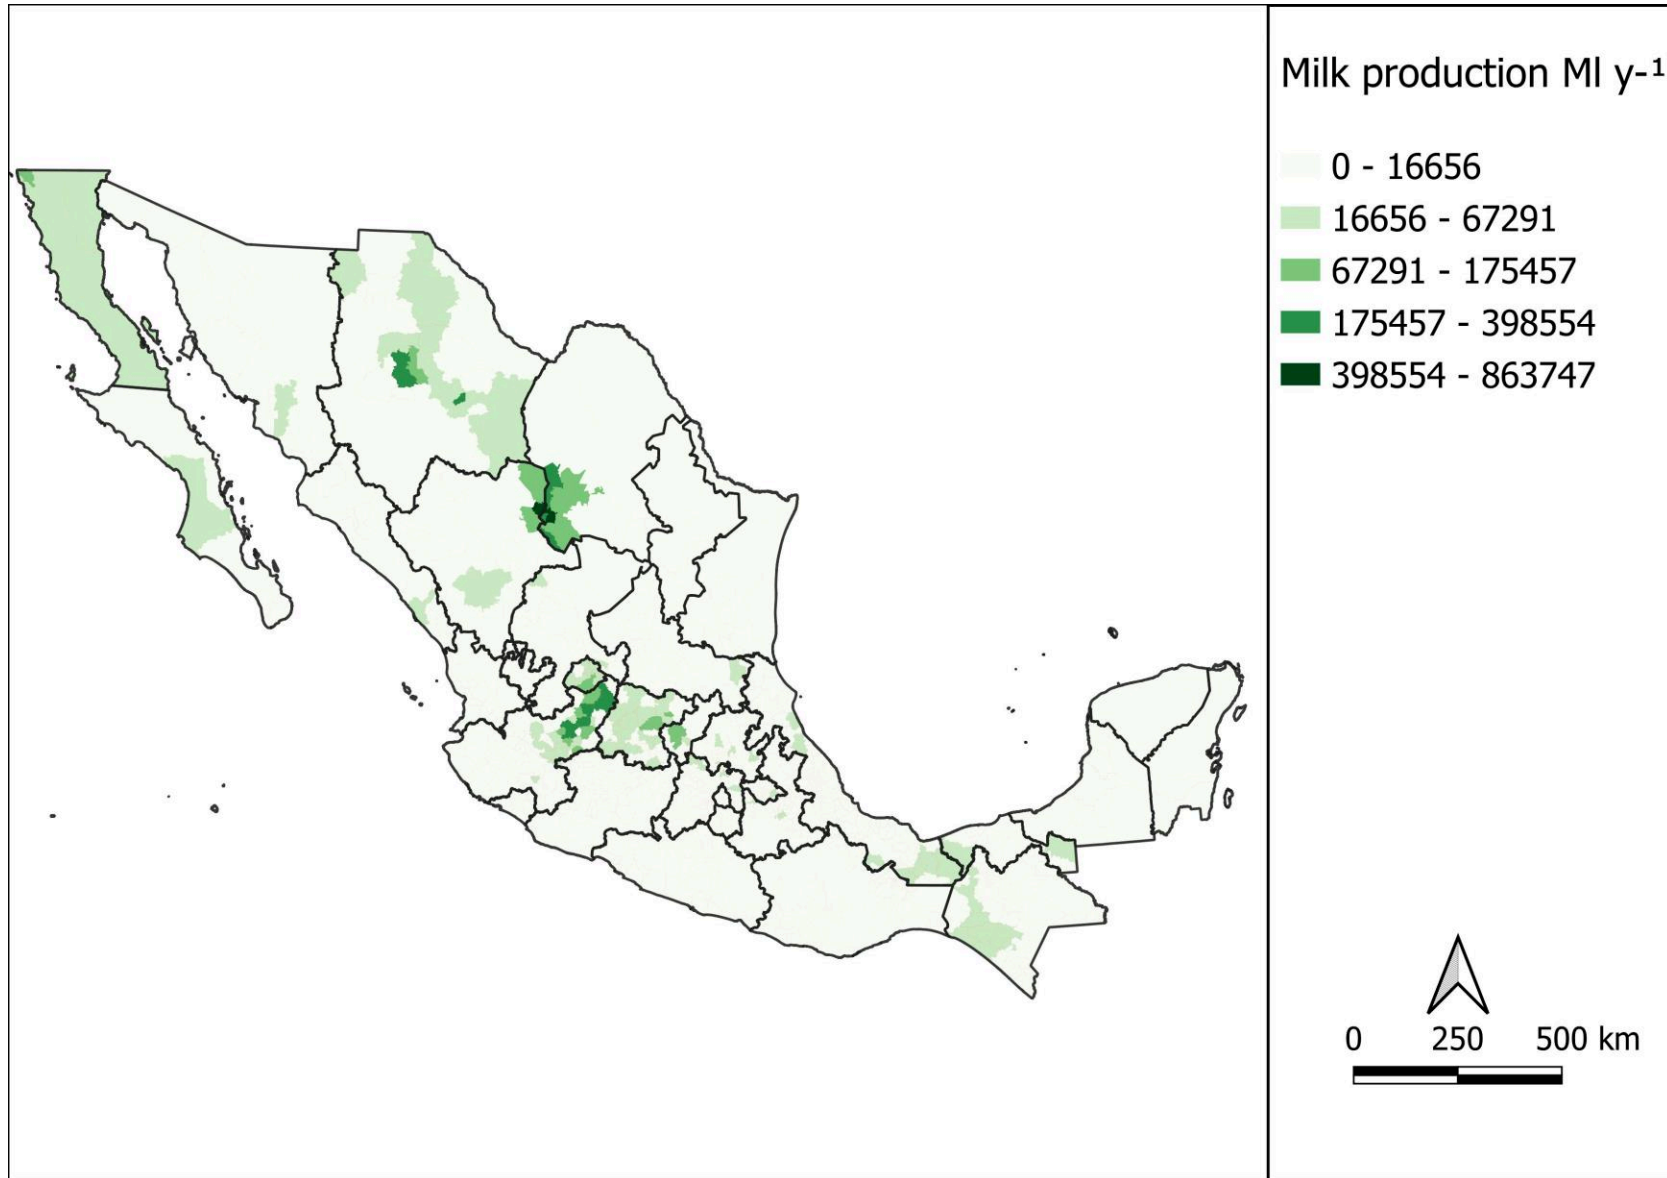 Milk production Ml y-¹
0 - 16656
16656 - 67291
67291 - 175457
175457 - 398554
398554 - 863747
0 250 500 km